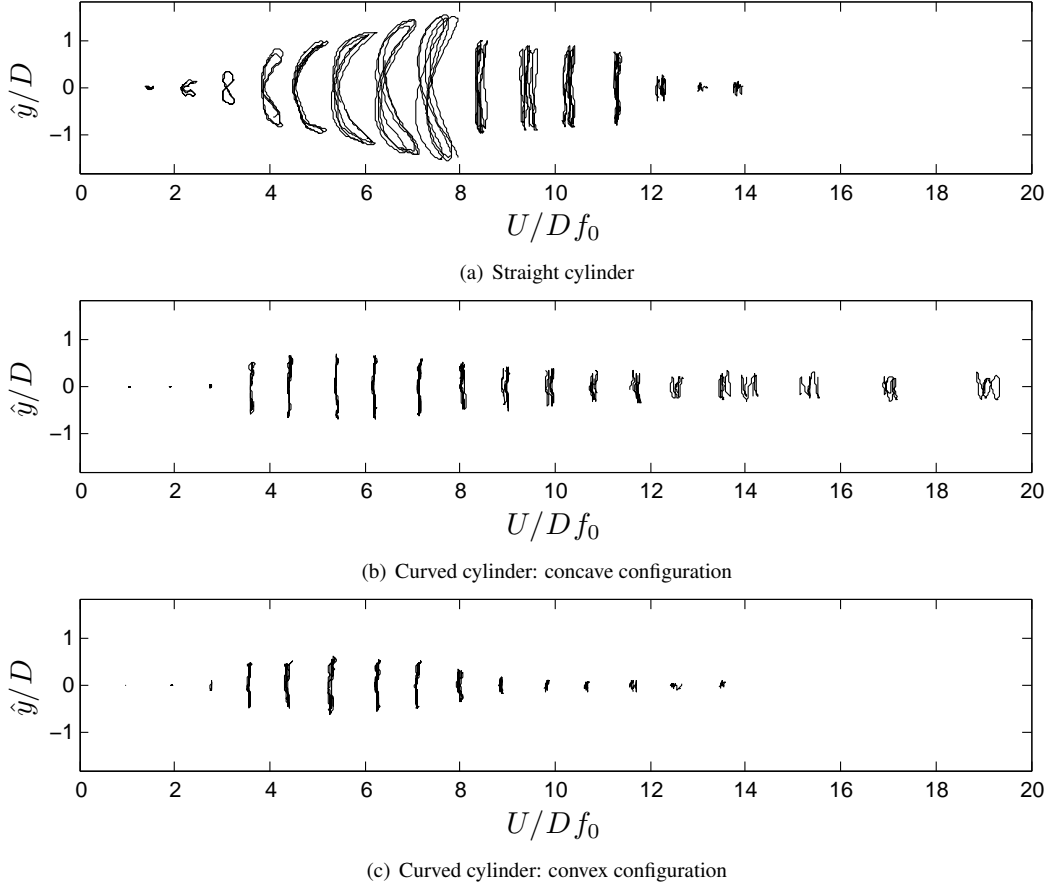 1
0
−1
ŷ/D
0 2 4 6 8 10 12 14 16 18 20
U/Df₀
(a) Straight cylinder
1
0
−1
ŷ/D
0 2 4 6 8 10 12 14 16 18 20
U/Df₀
(b) Curved cylinder: concave configuration
1
0
−1
ŷ/D
0 2 4 6 8 10 12 14 16 18 20
U/Df₀
(c) Curved cylinder: convex configuration